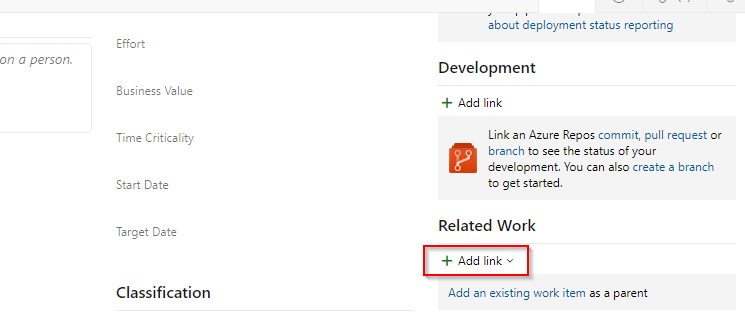 about deployment status reporting
on a person.
Effort
Business Value
Time Criticality
Start Date
Target Date
Classification
Development
+ Add link
Link an Azure Repos commit, pull request or
branch to see the status of your
development. You can also create a branch
to get started.
Related Work
+ Add link
Add an existing work item as a parent